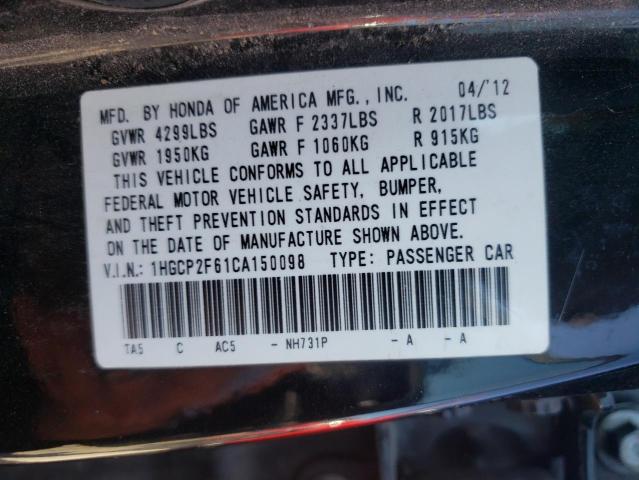 MFD. BY HONDA OF AMERICA MFG., INC. 04/'12
GVWR 4299LBS GAWR F 2337LBS R 2017LBS
GVWR 1950KG GAWR F 1060KG R 915KG
THIS VEHICLE CONFORMS TO ALL APPLICABLE
FEDERAL MOTOR VEHICLE SAFETY, BUMPER,
AND THEFT PREVENTION STANDARDS IN EFFECT
ON THE DATE OF MANUFACTURE SHOWN ABOVE.
V.I.N.: 1HGCP2F61CA150098 TYPE: PASSENGER CAR
TA5 C AC5 - NH731P - A - A